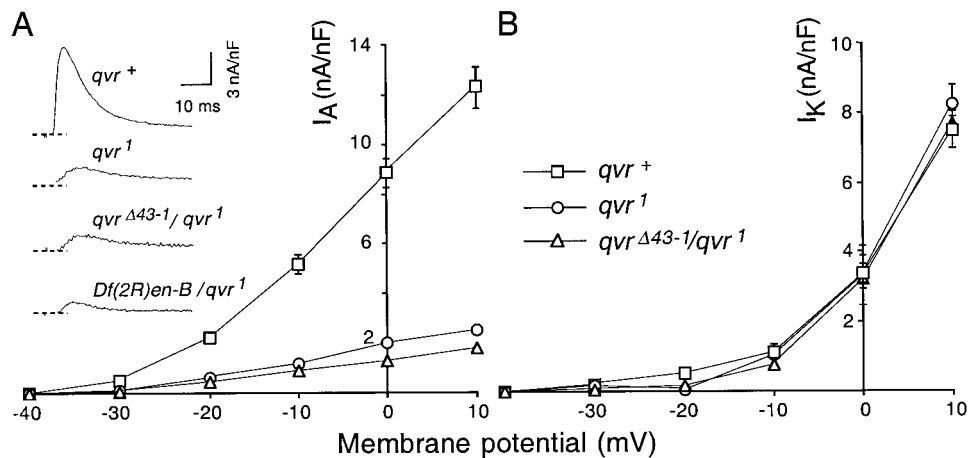 A
qvr +
10 ms
3 nA/nF
qvr 1
qvr Δ43-1/ qvr 1
Df(2R)en-B/qvr 1
IA (nA/nF)
14
10
6
2
-40
-30
-20
-10
0
10
B
qvr +
qvr 1
qvr Δ43-1/qvr 1
IK (nA/nF)
10
8
6
4
2
-30
-20
-10
0
10
Membrane potential (mV)